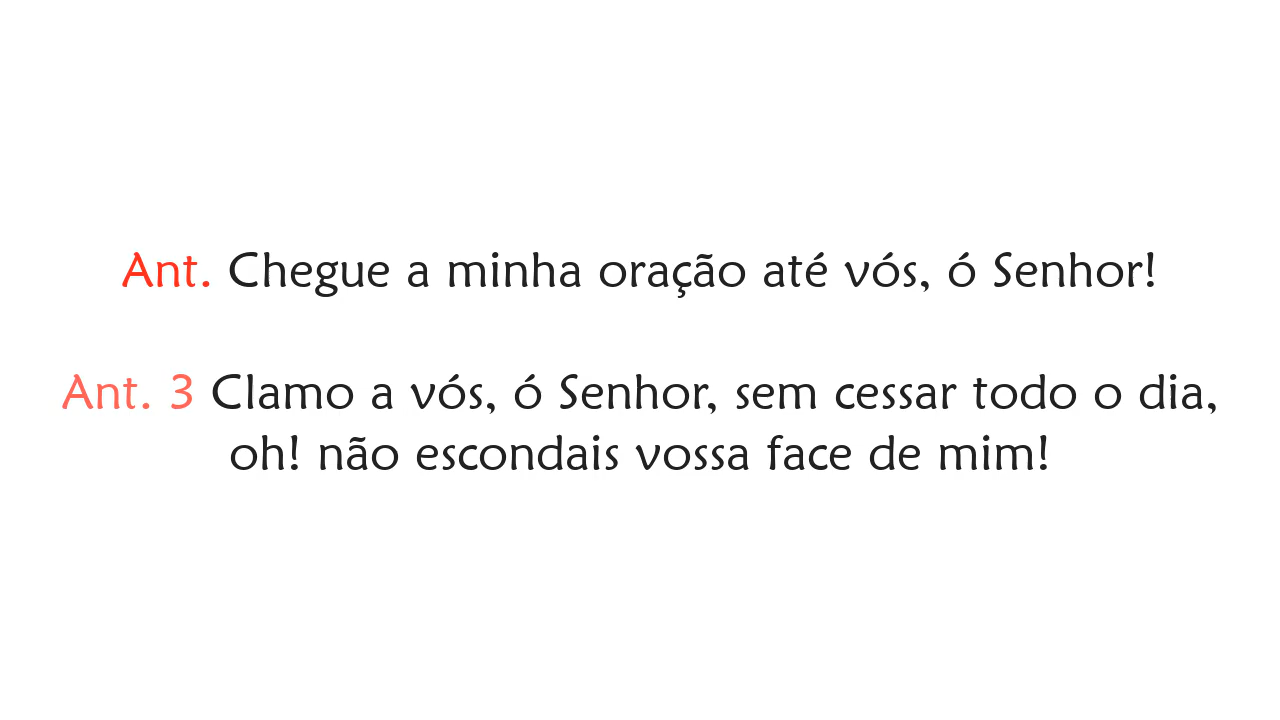 Ant. Chegue a minha oração até vós, ó Senhor!
Ant. 3 Clamo a vós, ó Senhor, sem cessar todo o dia,
oh! não escondais vossa face de mim!